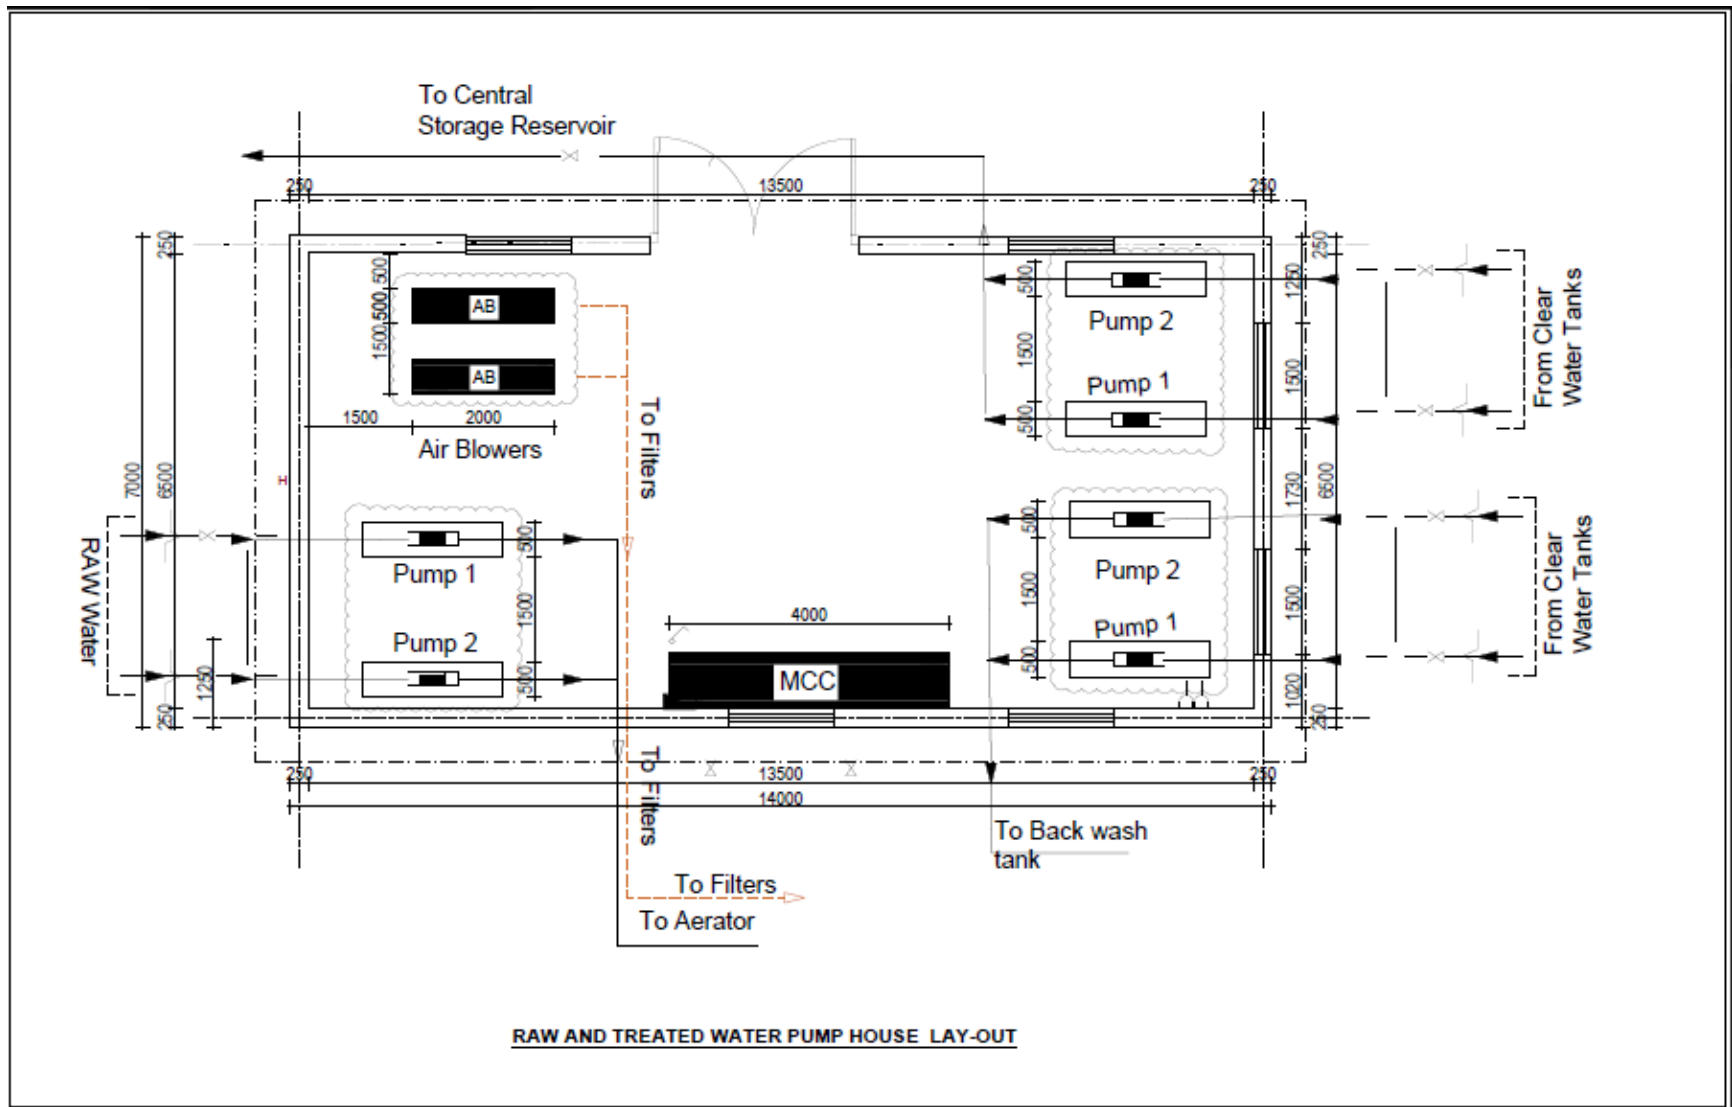 To Central
Storage Reservoir
250
13500
250
250
500
500
1500
AB
AB
1500
2000
Air Blowers
7000
6500
H
RAW Water
1250
250
Pump 1
Pump 2
500
1500
500
To Filters
To Filters
To Filters
To Aerator
4000
MCC
500
Pump 2
1500
Pump 1
500
500
Pump 2
1500
Pump 1
500
250
1250
1500
1730
6500
1500
1020
250
From Clear
Water Tanks
From Clear
Water Tanks
250
13500
250
14000
To Back wash
tank
RAW AND TREATED WATER PUMP HOUSE LAY-OUT